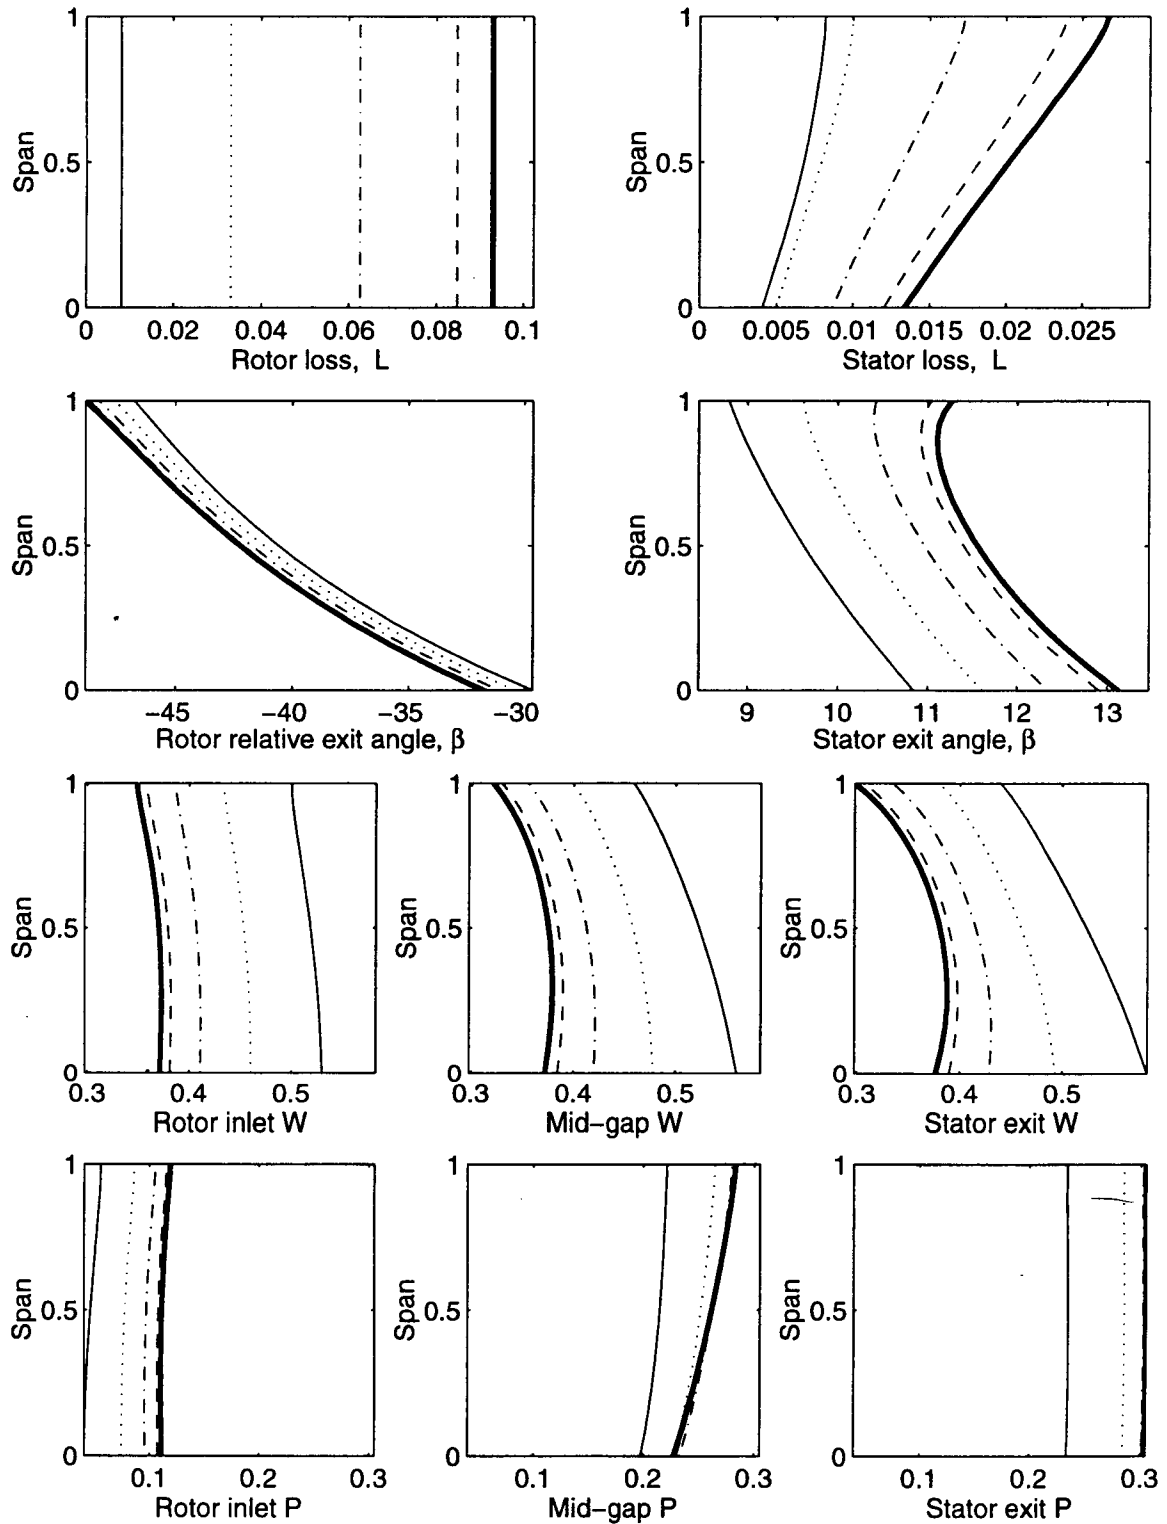 1
0.5
0
Span
0 0.02 0.04 0.06 0.08 0.1
Rotor loss, L
1
0.5
0
Span
0 0.005 0.01 0.015 0.02 0.025
Stator loss, L
1
0.5
0
Span
−45 −40 −35 −30
Rotor relative exit angle, β
1
0.5
0
Span
9 10 11 12 13
Stator exit angle, β
1
0.5
0
Span
0.3 0.4 0.5
Rotor inlet W
1
0.5
0
Span
0.3 0.4 0.5
Mid−gap W
1
0.5
0
Span
0.3 0.4 0.5
Stator exit W
1
0.5
0
Span
0.1 0.2 0.3
Rotor inlet P
1
0.5
0
Span
0.1 0.2 0.3
Mid−gap P
1
0.5
0
Span
0.1 0.2 0.3
Stator exit P